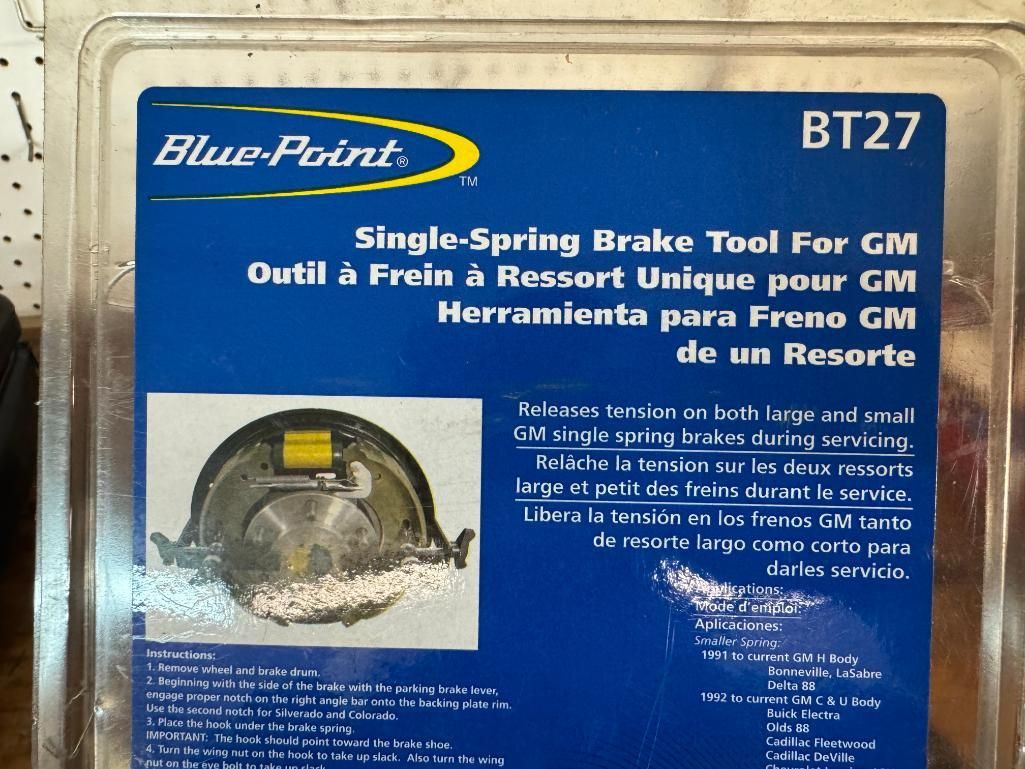 Blue-Point®
TM
BT27
Single-Spring Brake Tool For GM
Outil à Frein à Ressort Unique pour GM
Herramienta para Freno GM
de un Resorte
Releases tension on both large and small
GM single spring brakes during servicing.
Relâche la tension sur les deux ressorts
large et petit des freins durant le service.
Libera la tensión en los frenos GM tanto
de resorte largo como corto para
darles servicio.
Applications:
Mode d'emploi:
Aplicaciones:
Smaller Spring:
1991 to current GM H Body
Bonneville, LaSabre
Delta 88
1992 to current GM C & U Body
Buick Electra
Olds 88
Cadillac Fleetwood
Cadillac DeVille
Instructions:
1. Remove wheel and brake drum.
2. Beginning with the side of the brake with the parking brake lever,
engage proper notch on the right angle bar onto the backing plate rim.
Use the second notch for Silverado and Colorado.
3. Place the hook under the brake spring.
IMPORTANT: The hook should point toward the brake shoe.
4. Turn the wing nut on the hook to take up slack. Also turn the wing
nut on the eye bolt to take up slack